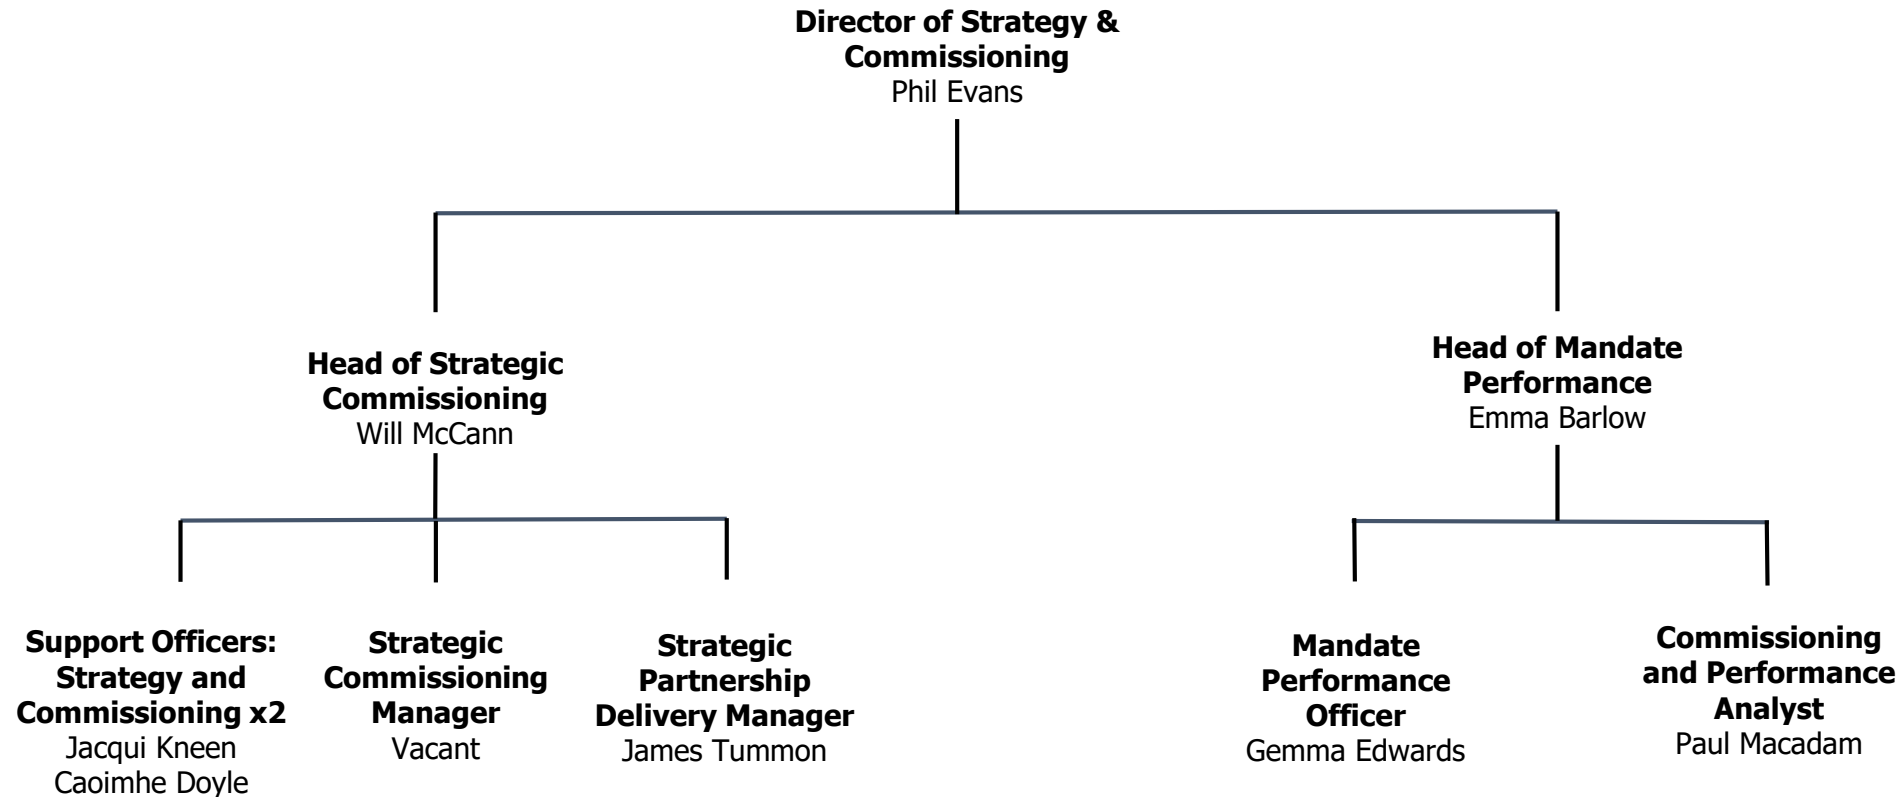 Director of Strategy &
Commissioning
Phil Evans
Head of Strategic
Commissioning
Will McCann
Head of Mandate
Performance
Emma Barlow
Support Officers:
Strategy and
Commissioning x2
Jacqui Kneen
Caoimhe Doyle
Strategic
Commissioning
Manager
Vacant
Strategic
Partnership
Delivery Manager
James Tummon
Mandate
Performance
Officer
Gemma Edwards
Commissioning
and Performance
Analyst
Paul Macadam